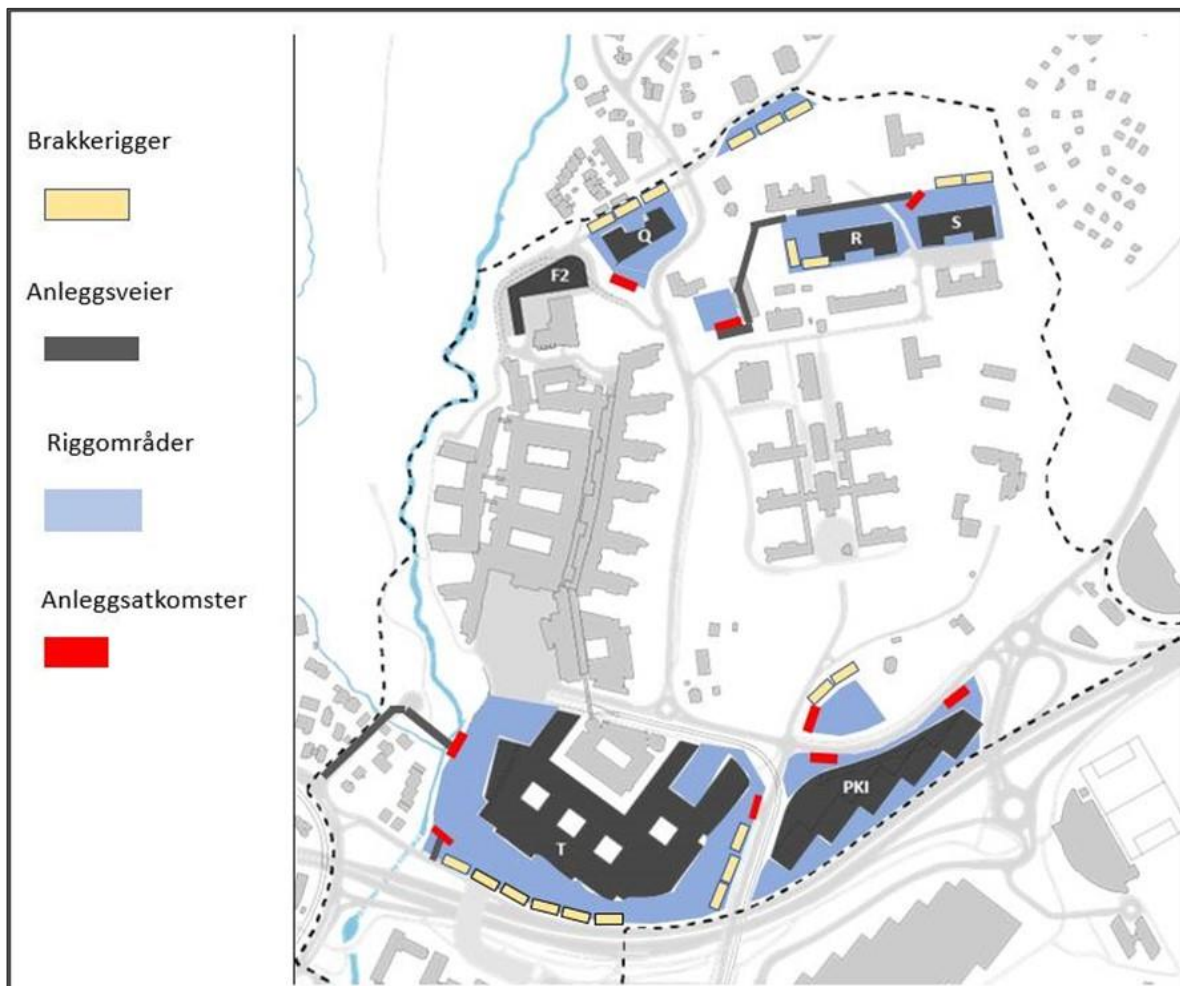 Brakkerigger
Anleggsveier
Riggområder
Anleggsatkomster
Q
F2
R
S
T
PKI